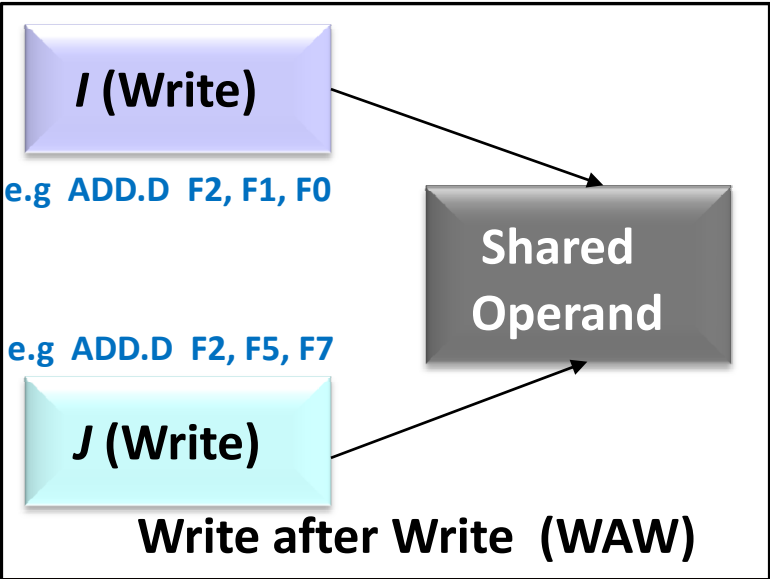 I (Write)
e.g ADD.D F2, F1, F0
Shared
Operand
e.g ADD.D F2, F5, F7
J (Write)
Write after Write (WAW)